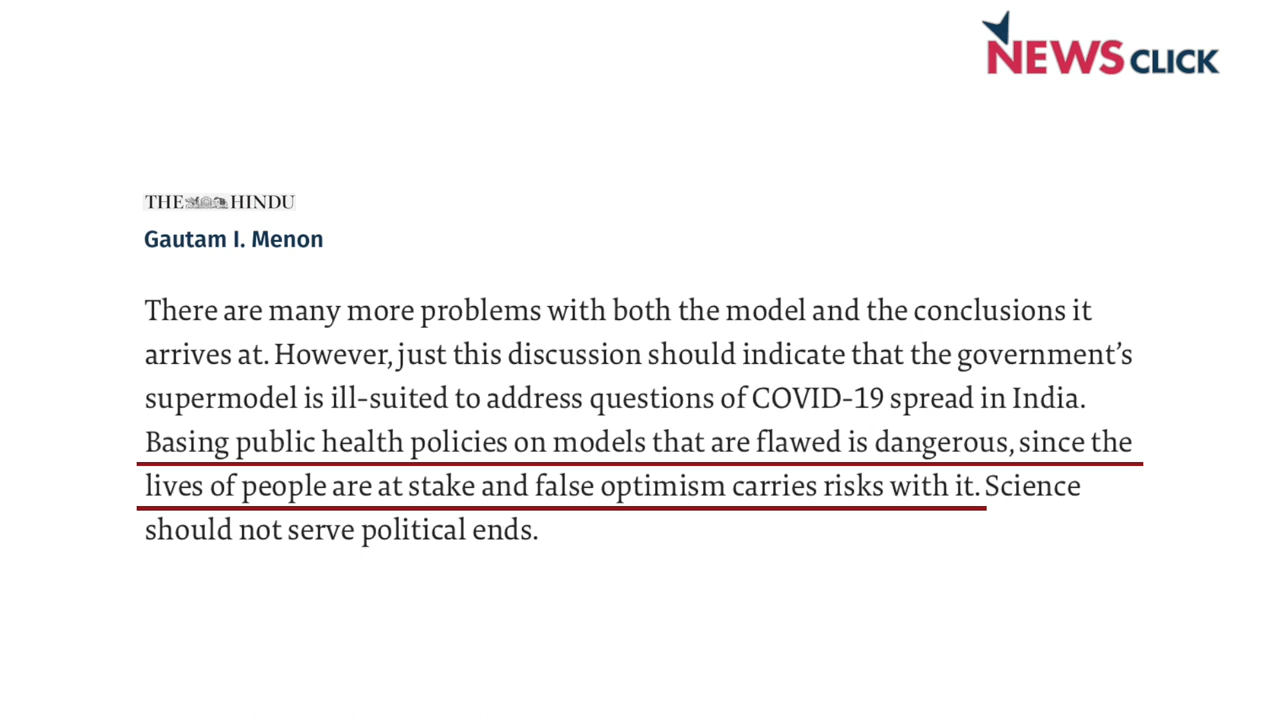 NEWS CLICK
THE HINDU
Gautam I. Menon
There are many more problems with both the model and the conclusions it
arrives at. However, just this discussion should indicate that the government’s
supermodel is ill-suited to address questions of COVID-19 spread in India.
Basing public health policies on models that are flawed is dangerous, since the
lives of people are at stake and false optimism carries risks with it. Science
should not serve political ends.